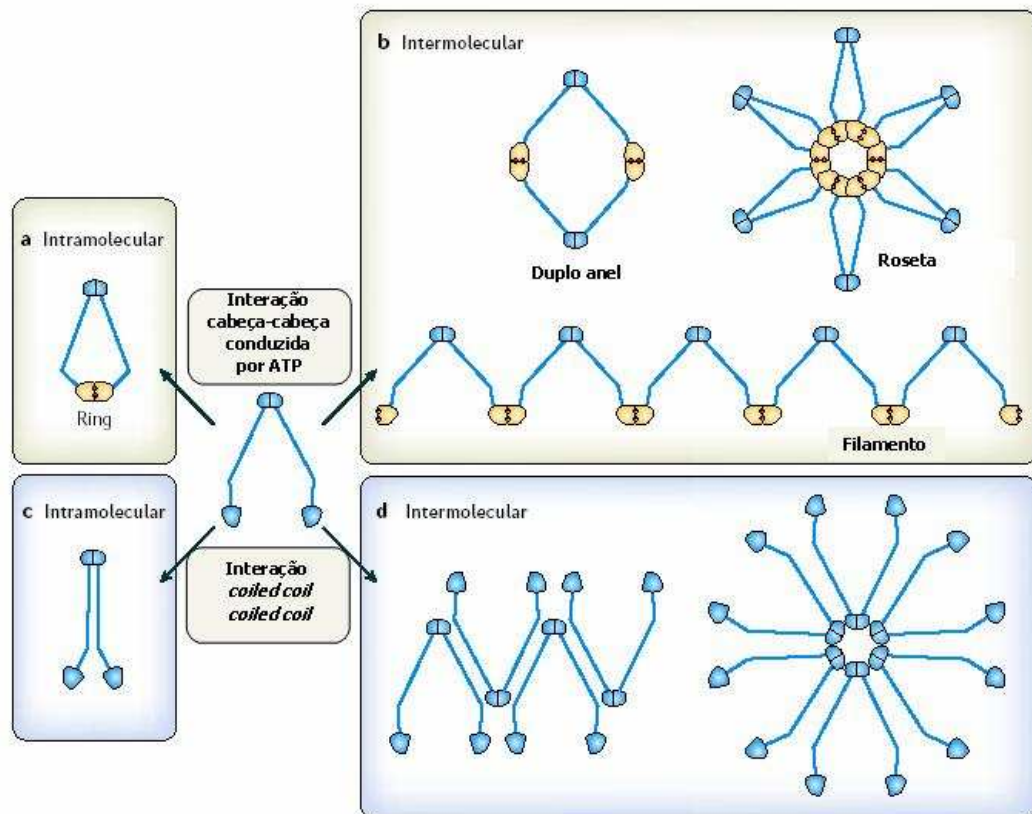 a Intramolecular
Ring
Interação
cabeça-cabeça
conduzida
por ATP
b Intermolecular
Duplo anel
Roseta
Filamento
c Intramolecular
Interação
coiled coil
coiled coil
d Intermolecular